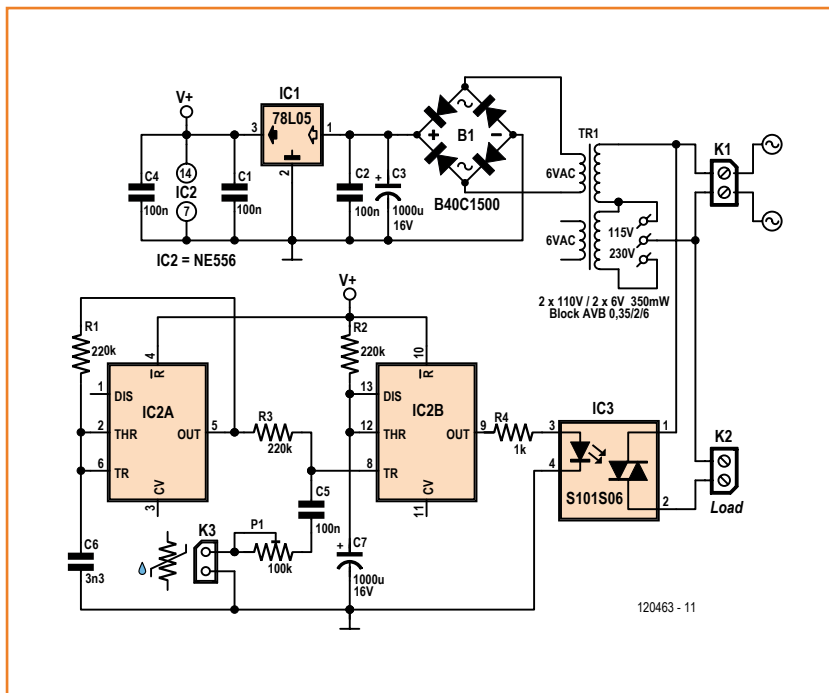 V+
IC1
78L05
3
1
2
C4
100n
14
IC2
7
C1
100n
C2
100n
C3
+
1000u
16V
+
B1
–
~
~
B40C1500
TR1
6VAC
6VAC
115V
230V
K1
~
~
IC2 = NE556
2 x 110V / 2 x 6V 350mW
Block AVB 0,35/2/6
V+
R1
220k
4
R
1
DIS
IC2A
2
THR
OUT
5
6
TR
CV
3
R3
220k
R2
220k
10
R
13
DIS
IC2B
12
THR
OUT
9
8
TR
CV
11
R4
1k
IC3
3
1
4
2
S101S06
K2
Load
C5
100n
K3
P1
100k
C6
3n3
C7
+
1000u
16V
120463 - 11